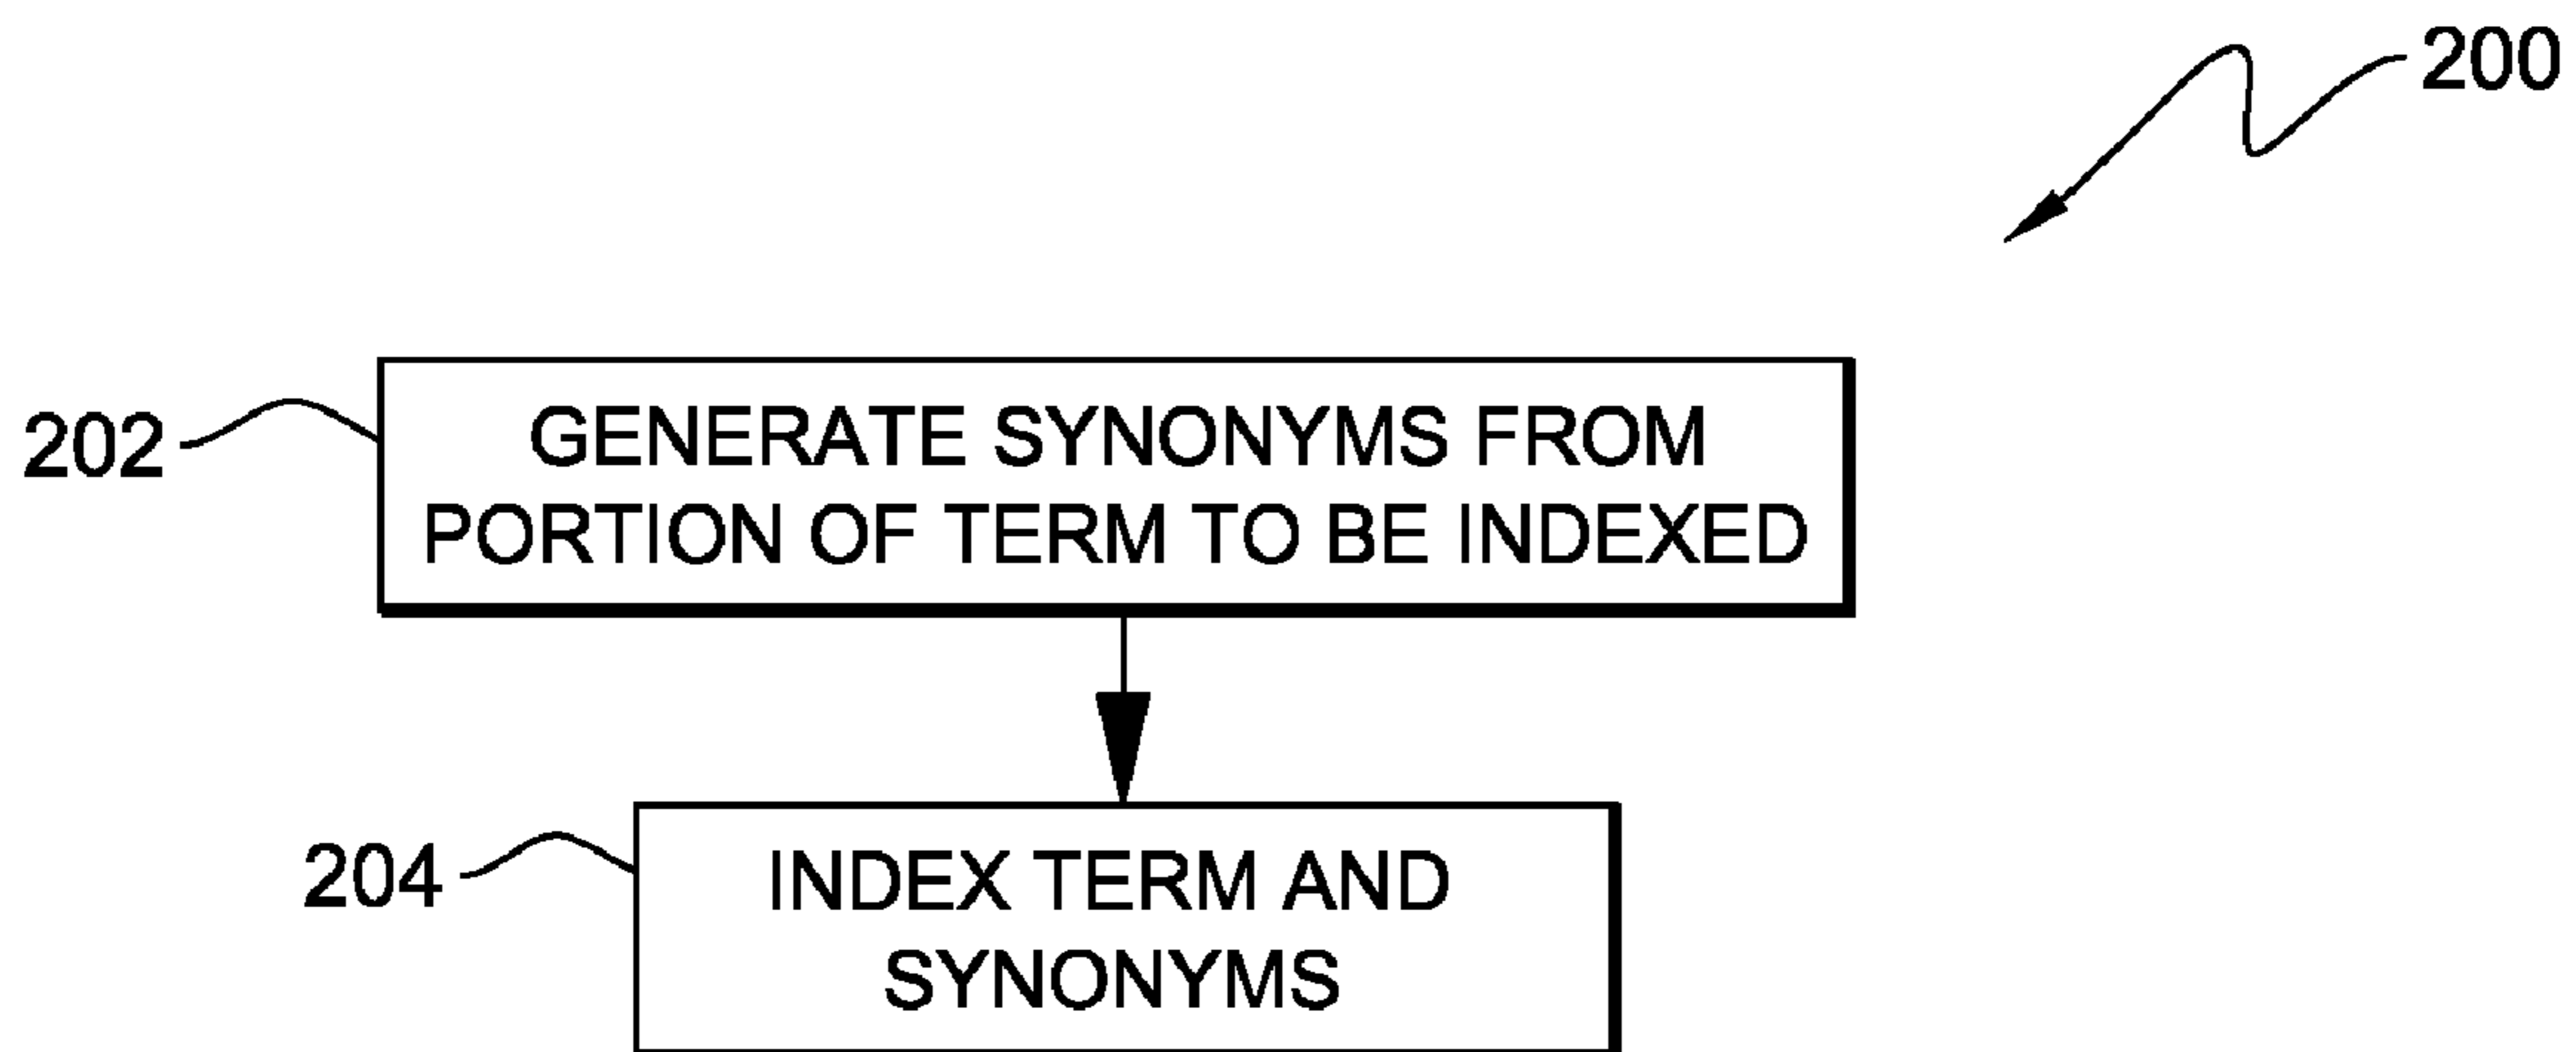 200
202
GENERATE SYNONYMS FROM
PORTION OF TERM TO BE INDEXED
204
INDEX TERM AND
SYNONYMS